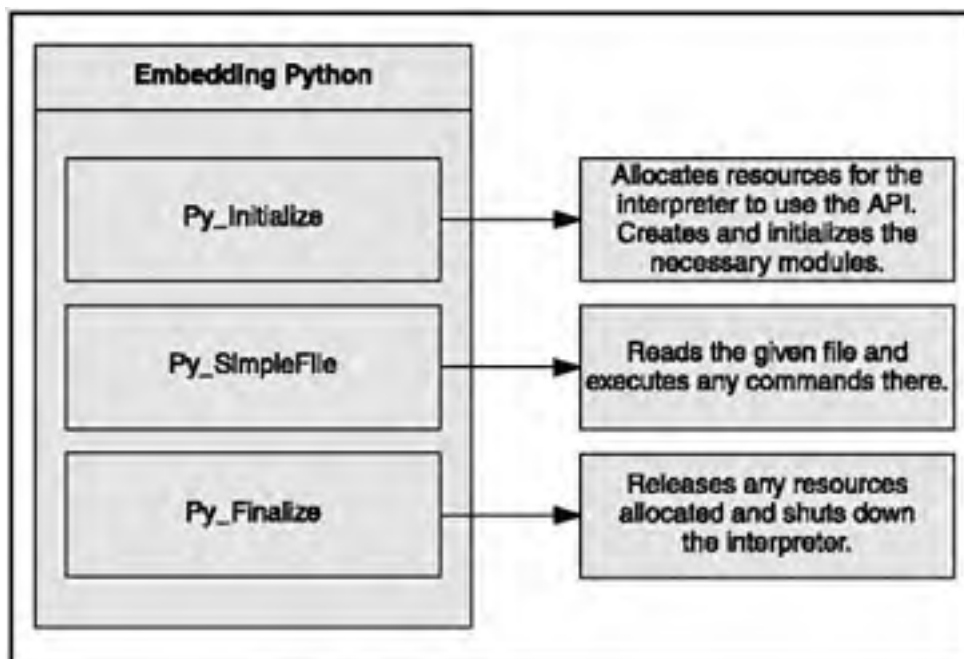 Embedding Python
Py_Initialize
Allocates resources for the
interpreter to use the API.
Creates and initializes the
necessary modules.
Py_SimpleFile
Reads the given file and
executes any commands there.
Py_Finalize
Releases any resources
allocated and shuts down
the interpreter.